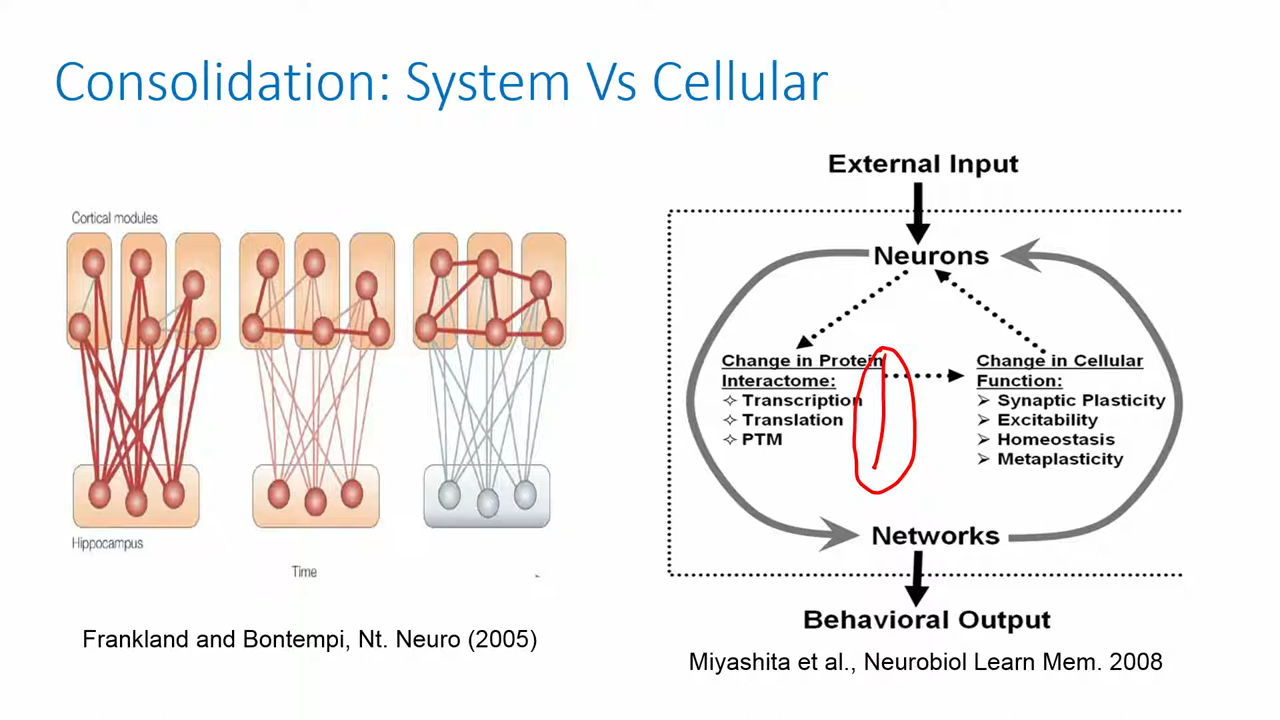 Consolidation: System Vs Cellular
Cortical modules
Hippocampus
Time
Frankland and Bontempi, Nt. Neuro (2005)
External Input
Neurons
Change in Protein
Interactome:
✧ Transcription
✧ Translation
✧ PTM
Change in Cellular
Function:
➢ Synaptic Plasticity
➢ Excitability
➢ Homeostasis
➢ Metaplasticity
Networks
Behavioral Output
Miyashita et al., Neurobiol Learn Mem. 2008